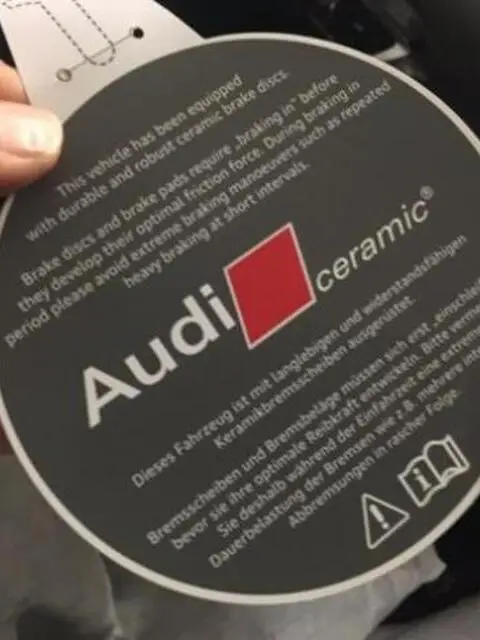 This vehicle has been equipped
with durable and robust ceramic brake discs.
Brake discs and brake pads require „braking in" before
they develop their optimal friction force. During braking in
period please avoid extreme braking manoeuvers such as repeated
heavy braking at short intervals.
Audi ceramic®
Dieses Fahrzeug ist mit langlebigen und widerstandsfähigen
Keramikbremsscheiben ausgerüstet.
Bremsscheiben und Bremsbeläge müssen sich erst „einschlei
bevor sie ihre optimale Reibkraft entwickeln. Bitte verme
Sie deshalb während der Einfahrzeit eine extreme
Dauerbelastung der Bremsen wie z B. mehrere inte
Abbremsungen in rascher Folge.